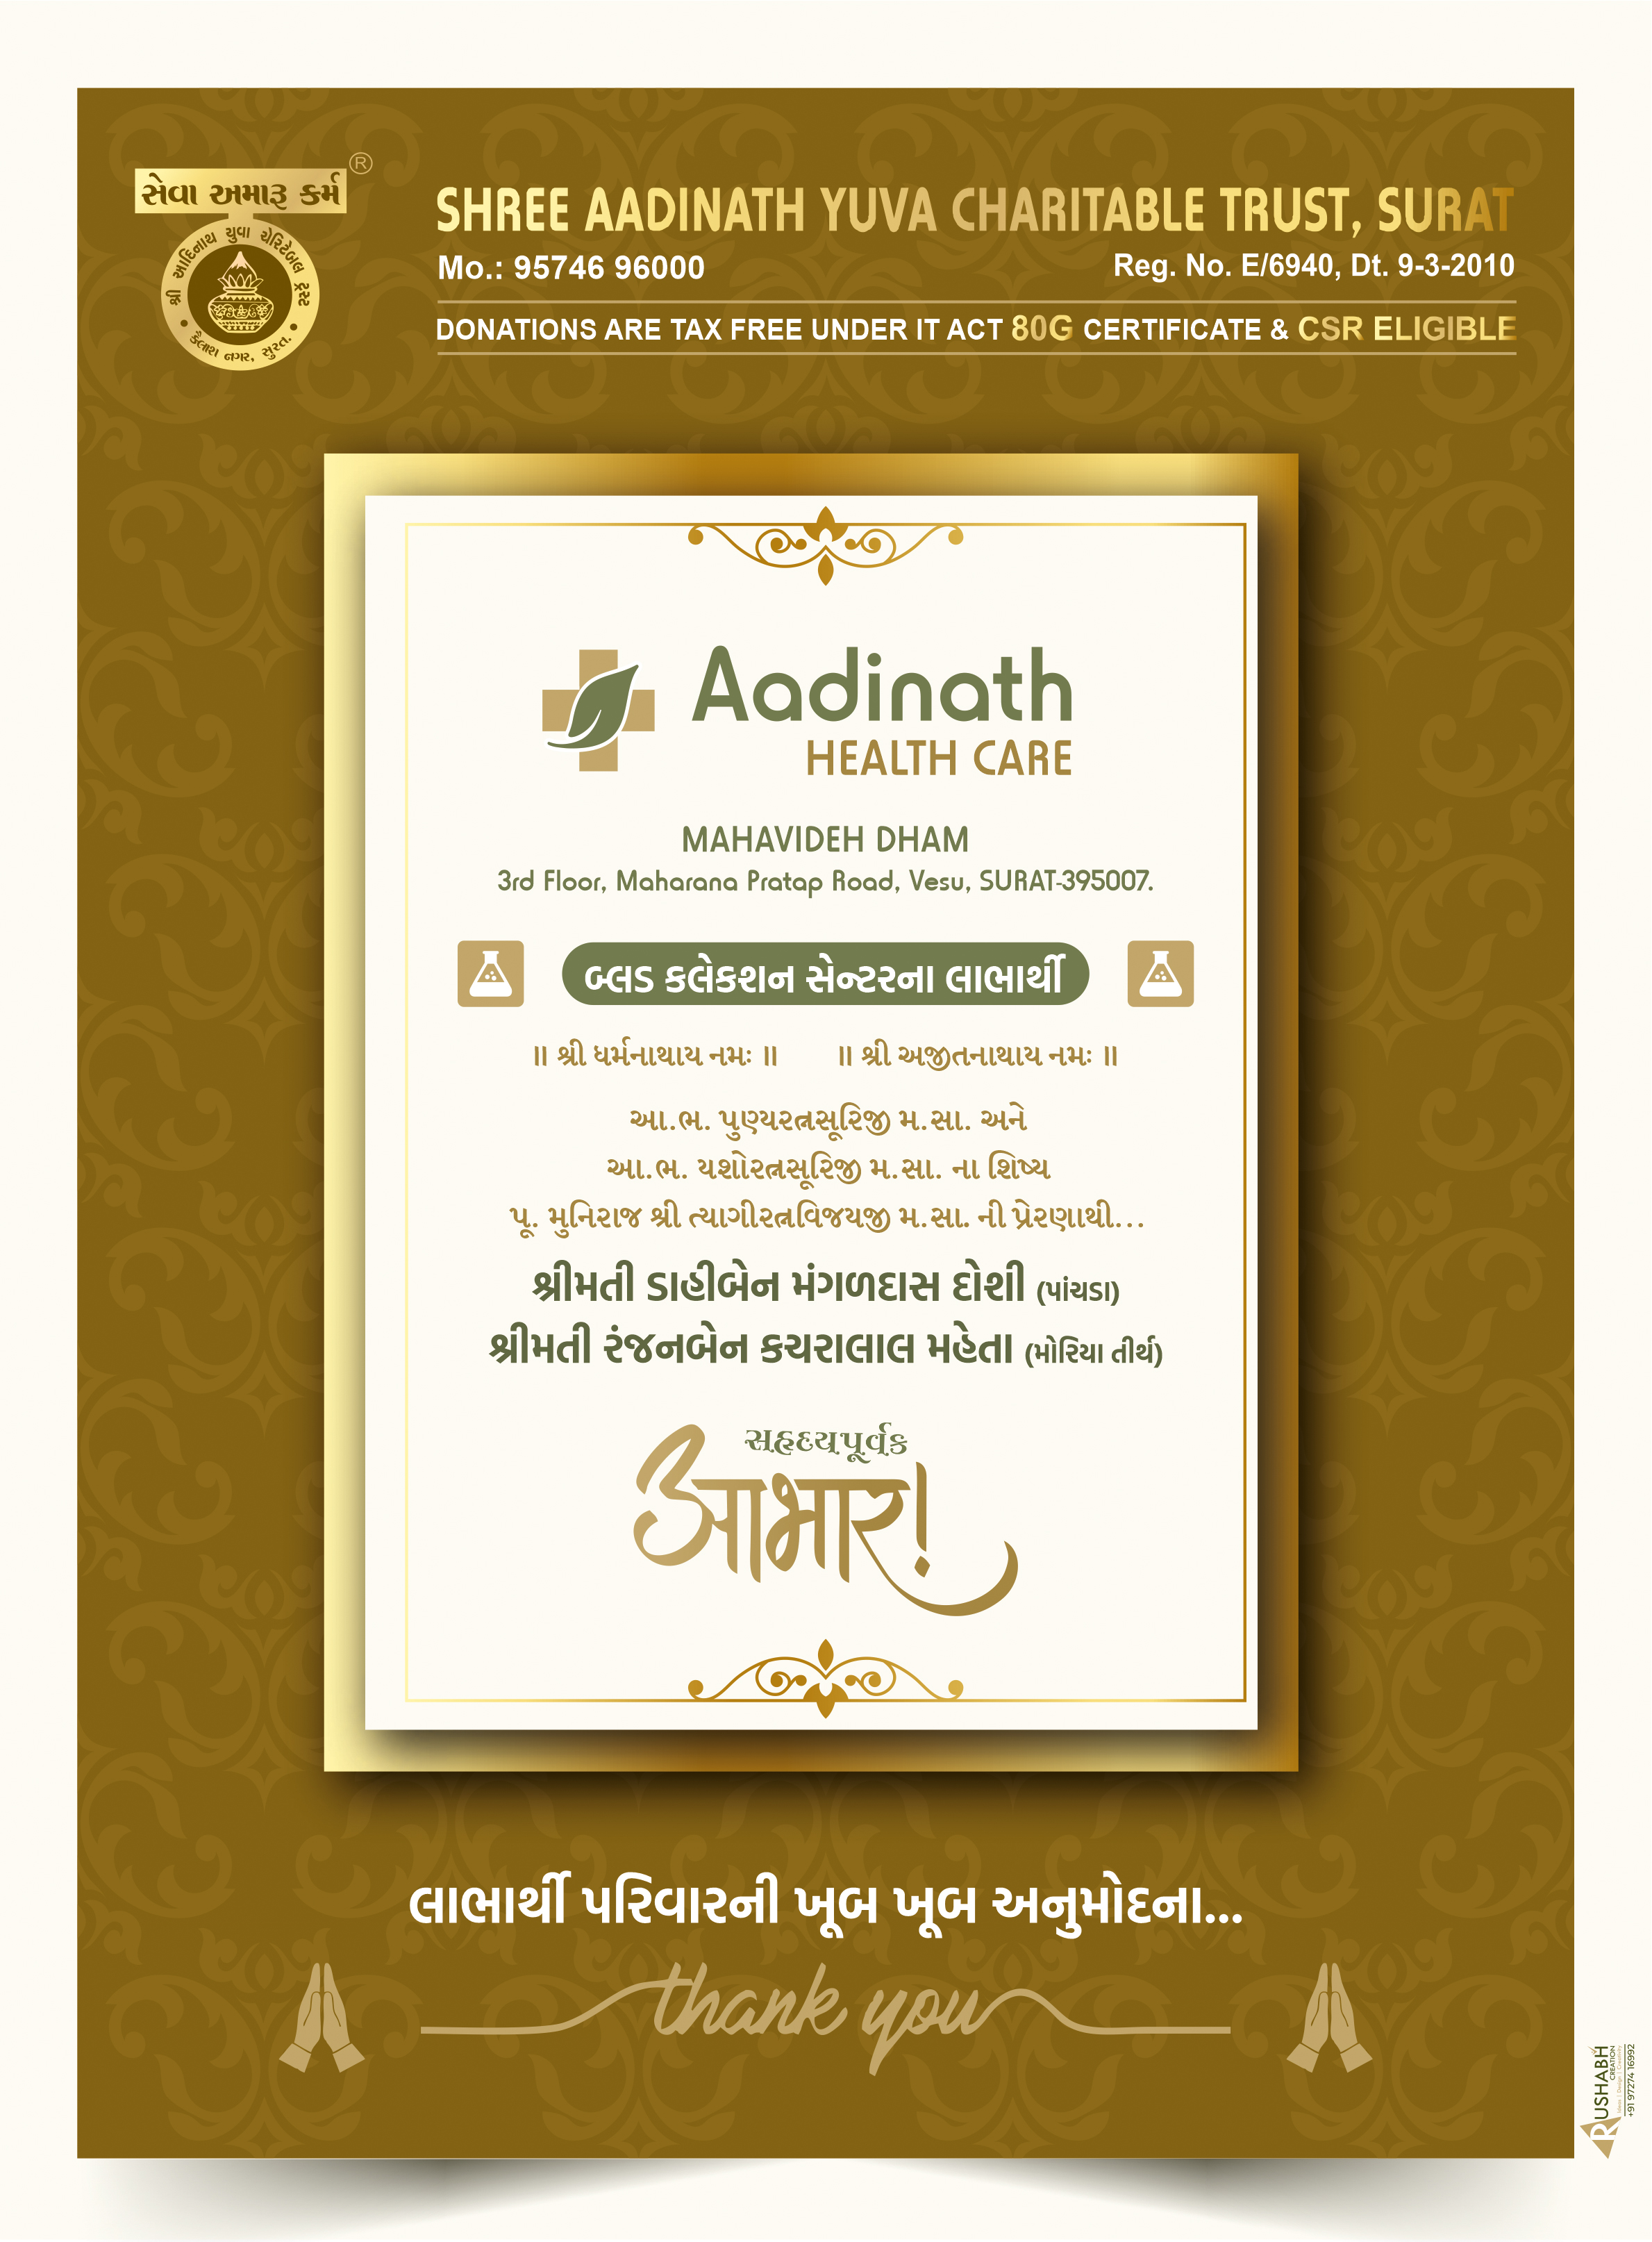 સેવા અમારૂ કર્મ ®
શ્રી આદિનાથ યુવા ચેરિટેબલ ટ્રસ્ટ
કૈલાશ નગર, સુરત.
SHREE AADINATH YUVA CHARITABLE TRUST, SURAT
Mo.: 95746 96000 Reg. No. E/6940, Dt. 9-3-2010
DONATIONS ARE TAX FREE UNDER IT ACT 80G CERTIFICATE & CSR ELIGIBLE
Aadinath
HEALTH CARE
MAHAVIDEH DHAM
3rd Floor, Maharana Pratap Road, Vesu, SURAT-395007.
બ્લડ કલેકશન સેન્ટરના લાભાર્થી
॥ શ્રી ધર્મનાથાય નમઃ ॥ ॥ શ્રી અજીતનાથાય નમઃ ॥
આ.ભ. પુણ્યરત્નસૂરિજી મ.સા. અને
આ.ભ. યશોરત્નસૂરિજી મ.સા. ના શિષ્ય
પૂ. મુનિરાજ શ્રી ત્યાગીરત્નવિજયજી મ.સા. ની પ્રેરણાથી...
શ્રીમતી ડાહીબેન મંગળદાસ દોશી (પાંચડા)
શ્રીમતી રંજનબેન કચરાલાલ મહેતા (મોરિયા તીર્થ)
સહૃદયપૂર્વક
આભાર!
લાભાર્થી પરિવારની ખૂબ ખૂબ અનુમોદના...
thank you
RUSHABH
CREATION
+91 97274 16992